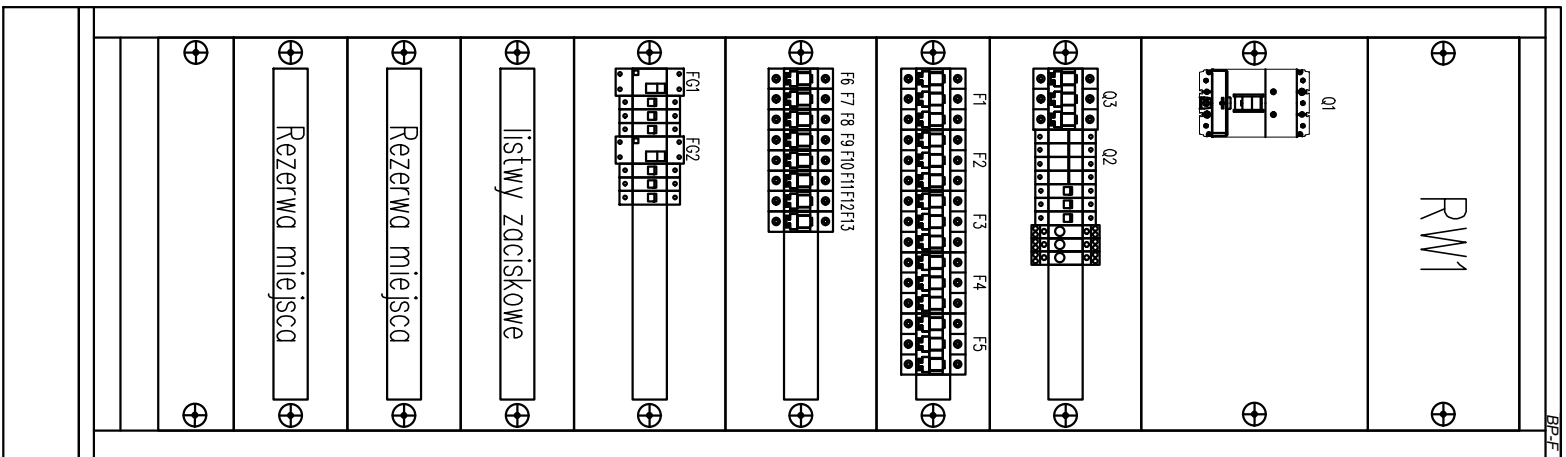 BP-F
RW1
Q1
Q3 Q2
F1 F2 F3 F4 F5
F6 F7 F8 F9 F10 F11 F12 F13
FG1 FG2
listwy zaciskowe
Rezerwa miejsca
Rezerwa miejsca